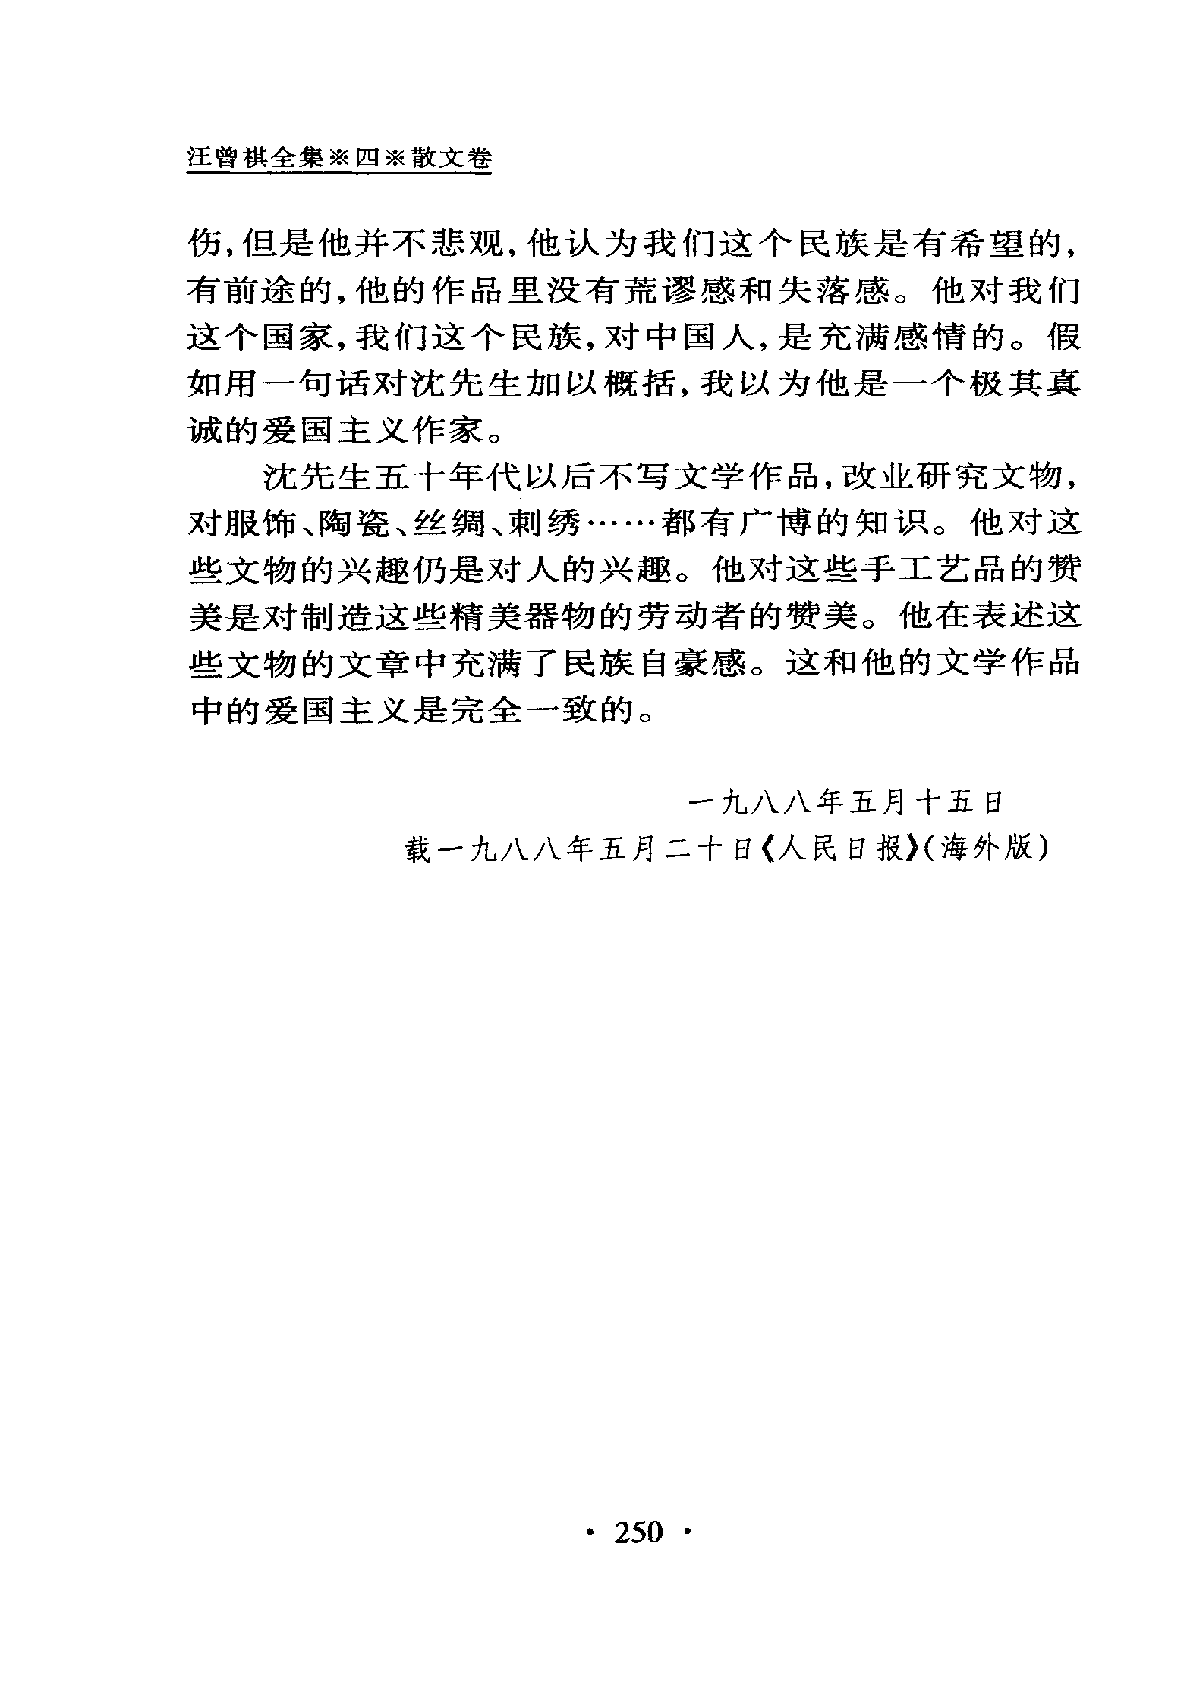 汪曾祺全集※四※散文卷
伤,但是他并不悲观,他认为我们这个民族是有希望的,
有前途的,他的作品里没有荒谬感和失落感。他对我们
这个国家,我们这个民族,对中国人,是充满感情的。假
如用一句话对沈先生加以概括,我以为他是一个极其真
诚的爱国主义作家。
沈先生五十年代以后不写文学作品,改业研究文物,
对服饰、陶瓷、丝绸、刺绣……都有广博的知识。他对这
些文物的兴趣仍是对人的兴趣。他对这些手工艺品的赞
美是对制造这些精美器物的劳动者的赞美。他在表述这
些文物的文章中充满了民族自豪感。这和他的文学作品
中的爱国主义是完全一致的。
一九八八年五月十五日
载一九八八年五月二十日《人民日报》(海外版)
· 250 ·